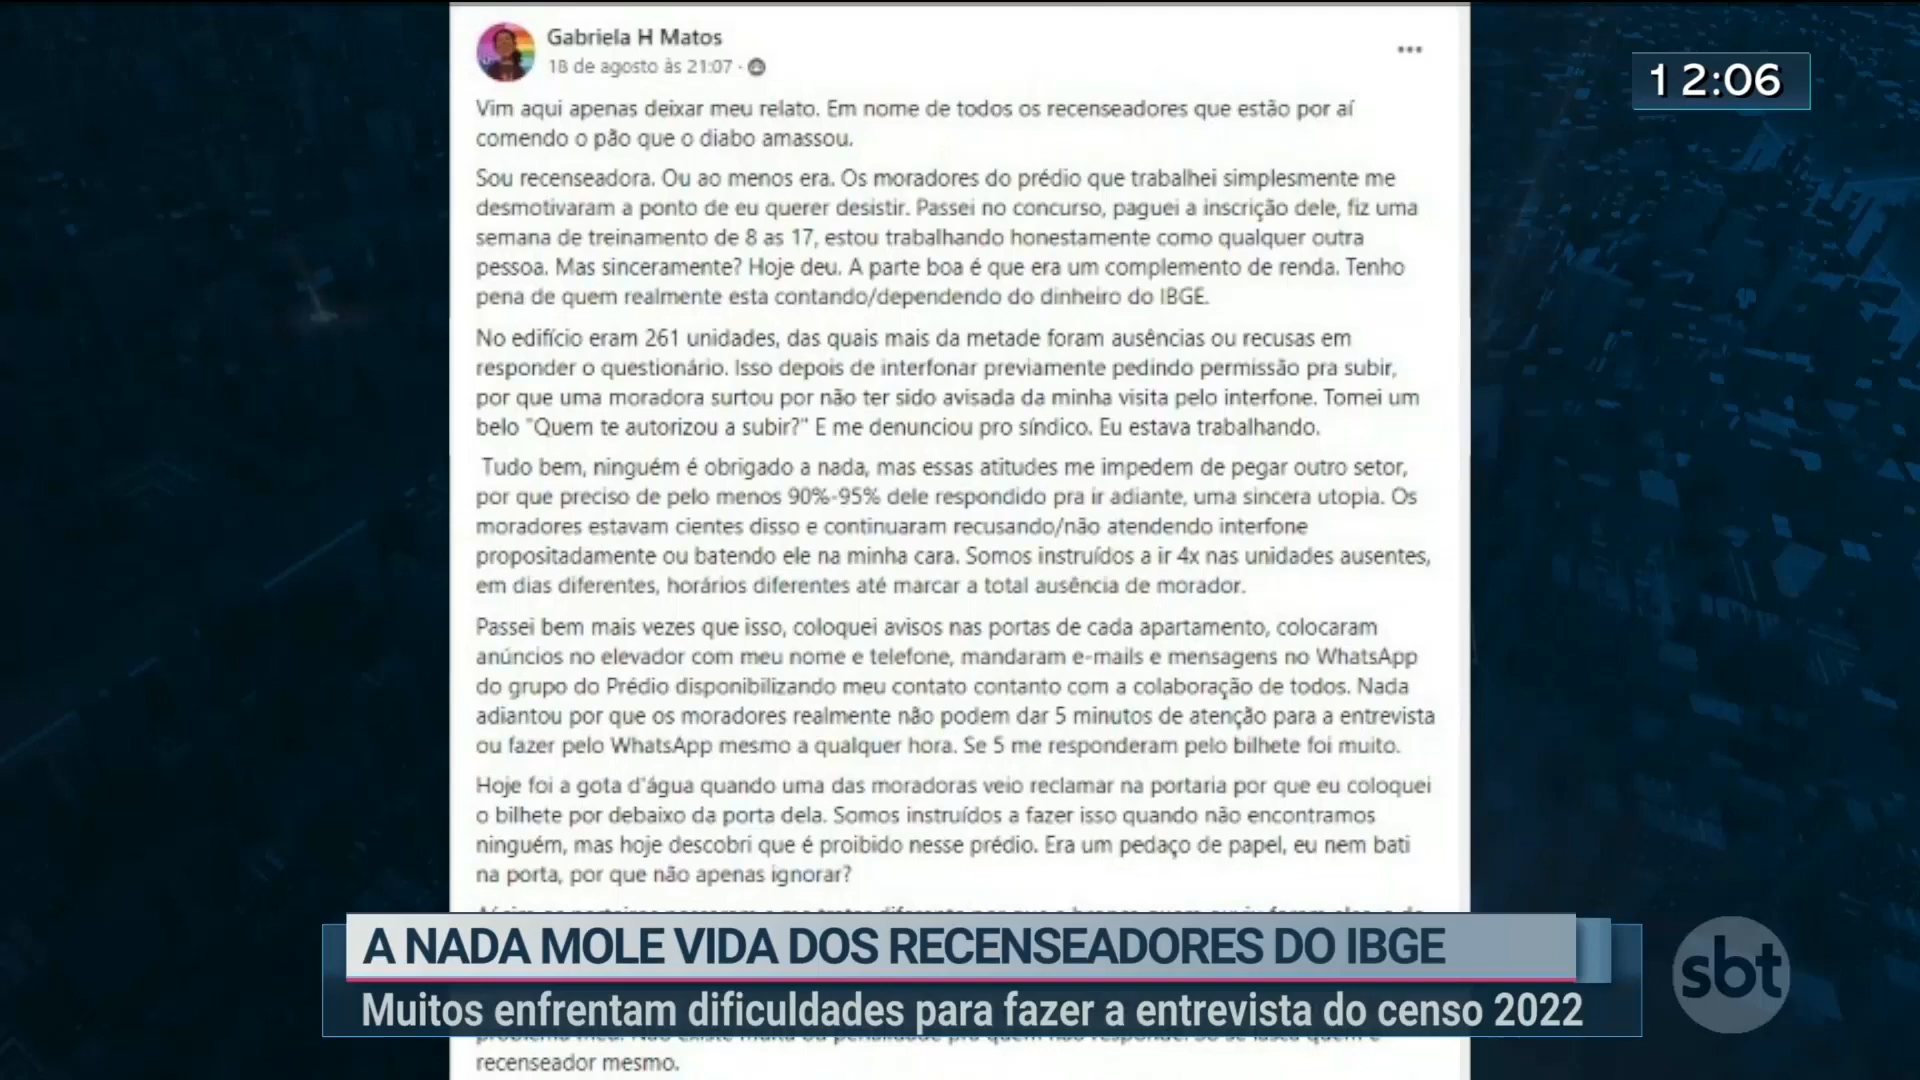 Gabriela H Matos
18 de agosto às 21:07 ·
12:06
Vim aqui apenas deixar meu relato. Em nome de todos os recenseadores que estão por aí
comendo o pão que o diabo amassou.
Sou recenseadora. Ou ao menos era. Os moradores do prédio que trabalhei simplesmente me
desmotivaram a ponto de eu querer desistir. Passei no concurso, paguei a inscrição dele, fiz uma
semana de treinamento de 8 as 17, estou trabalhando honestamente como qualquer outra
pessoa. Mas sinceramente? Hoje deu. A parte boa é que era um complemento de renda. Tenho
pena de quem realmente esta contando/dependendo do dinheiro do IBGE.
No edifício eram 261 unidades, das quais mais da metade foram ausências ou recusas em
responder o questionário. Isso depois de interfonar previamente pedindo permissão pra subir,
por que uma moradora surtou por não ter sido avisada da minha visita pelo interfone. Tomei um
belo "Quem te autorizou a subir?" E me denunciou pro síndico. Eu estava trabalhando.
Tudo bem, ninguém é obrigado a nada, mas essas atitudes me impedem de pegar outro setor,
por que preciso de pelo menos 90%-95% dele respondido pra ir adiante, uma sincera utopia. Os
moradores estavam cientes disso e continuaram recusando/não atendendo interfone
propositadamente ou batendo ele na minha cara. Somos instruídos a ir 4x nas unidades ausentes,
em dias diferentes, horários diferentes até marcar a total ausência de morador.
Passei bem mais vezes que isso, coloquei avisos nas portas de cada apartamento, colocaram
anúncios no elevador com meu nome e telefone, mandaram e-mails e mensagens no WhatsApp
do grupo do Prédio disponibilizando meu contato contanto com a colaboração de todos. Nada
adiantou por que os moradores realmente não podem dar 5 minutos de atenção para a entrevista
ou fazer pelo WhatsApp mesmo a qualquer hora. Se 5 me responderam pelo bilhete foi muito.
Hoje foi a gota d'água quando uma das moradoras veio reclamar na portaria por que eu coloquei
o bilhete por debaixo da porta dela. Somos instruídos a fazer isso quando não encontramos
ninguém, mas hoje descobri que é proibido nesse prédio. Era um pedaço de papel, eu nem bati
na porta, por que não apenas ignorar?
A NADA MOLE VIDA DOS RECENSEADORES DO IBGE
Muitos enfrentam dificuldades para fazer a entrevista do censo 2022
sbt
recenseador mesmo.